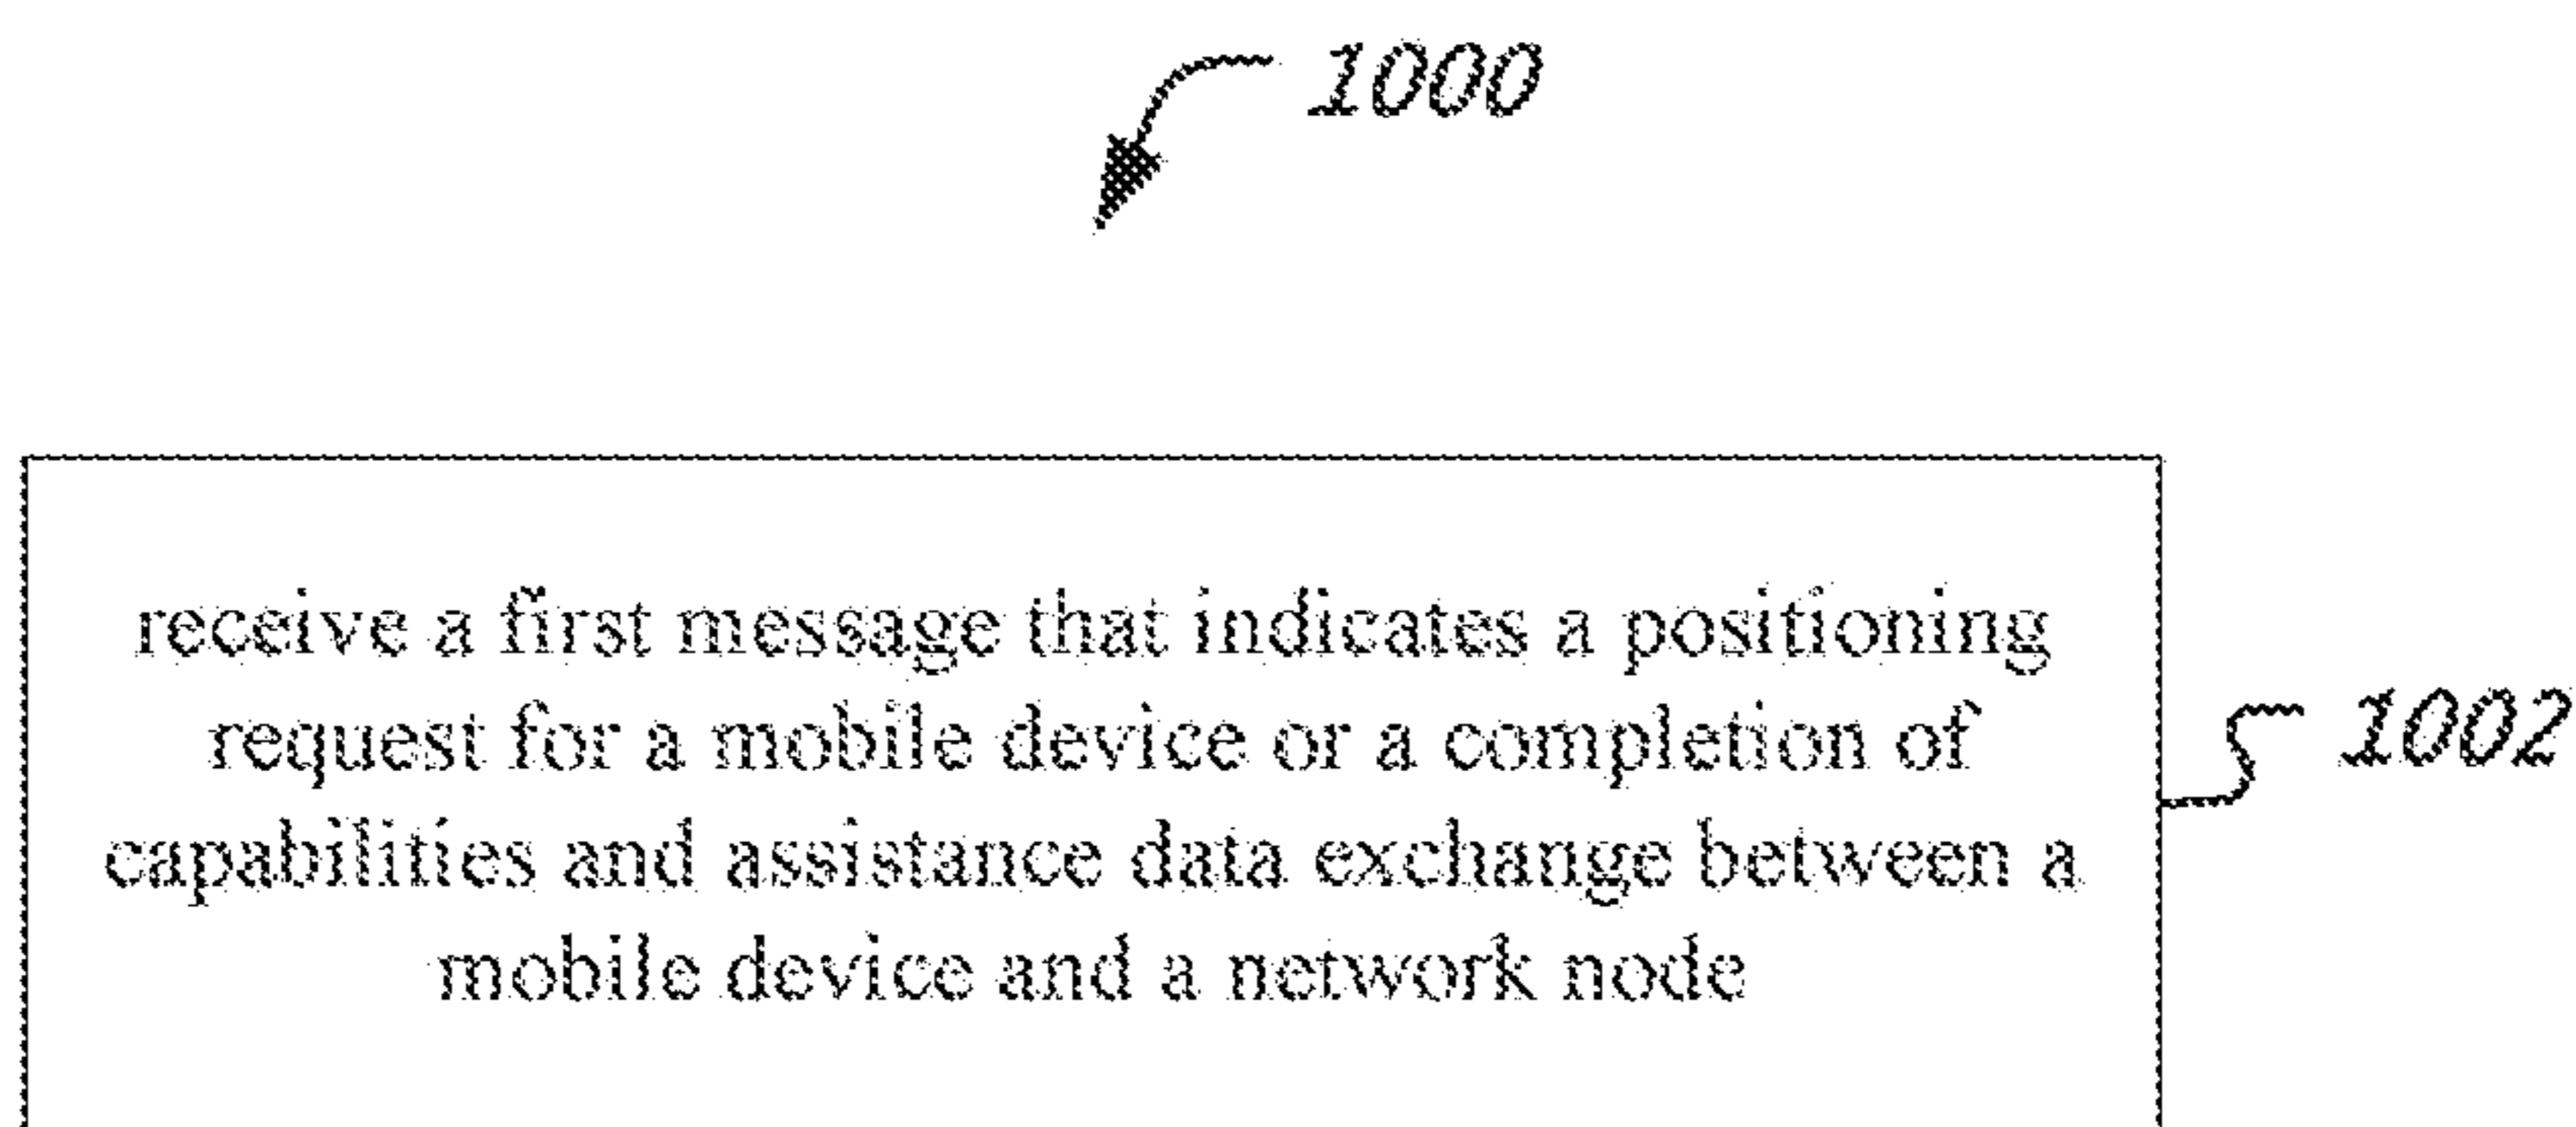 1000
receive a first message that indicates a positioning
request for a mobile device or a completion of
capabilities and assistance data exchange between a
mobile device and a network node
1002